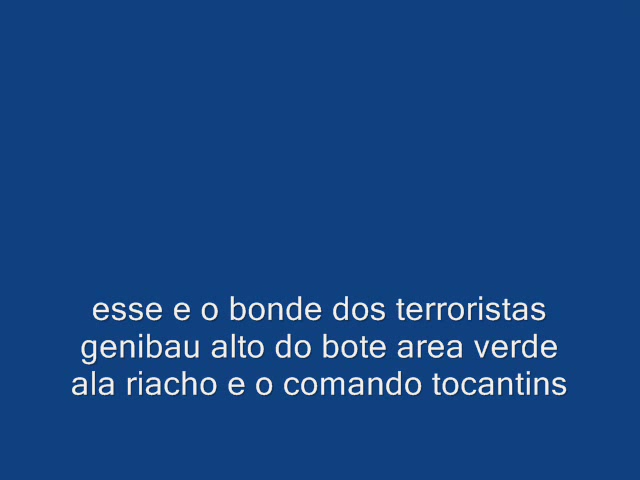 esse e o bonde dos terroristas
genibau alto do bote area verde
ala riacho e o comando tocantins